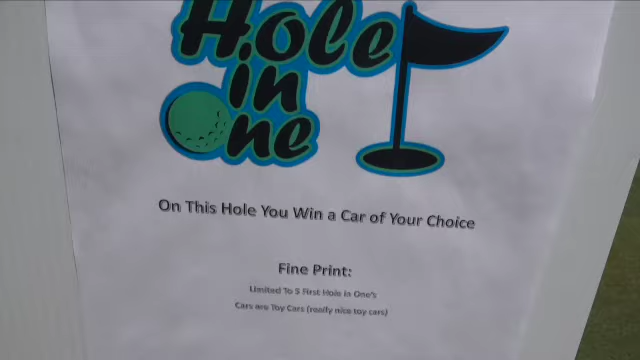 Hole
in
One
On This Hole You Win a Car of Your Choice
Fine Print:
Limited To 5 First Hole in One's
Cars are Toy Cars (really nice toy cars)